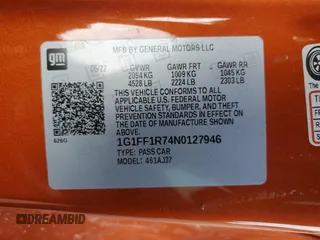 gm
MFD BY GENERAL MOTORS LLC
05/22 GVWR GAWR FRT GAWR RR
2054 KG 1009 KG 1045 KG
4528 LB 2224 LB 2303 LB
THIS VEHICLE CONFORMS TO ALL
APPLICABLE U.S. FEDERAL MOTOR
VEHICLE SAFETY, BUMPER, AND THEFT
PREVENTION STANDARDS IN EFFECT
ON THE DATE OF MANUFACTURE
SHOWN ABOVE.
626G
1G1FF1R74N0127946
TYPE: PASS CAR
MODEL: 461AJ37
DREAMBID